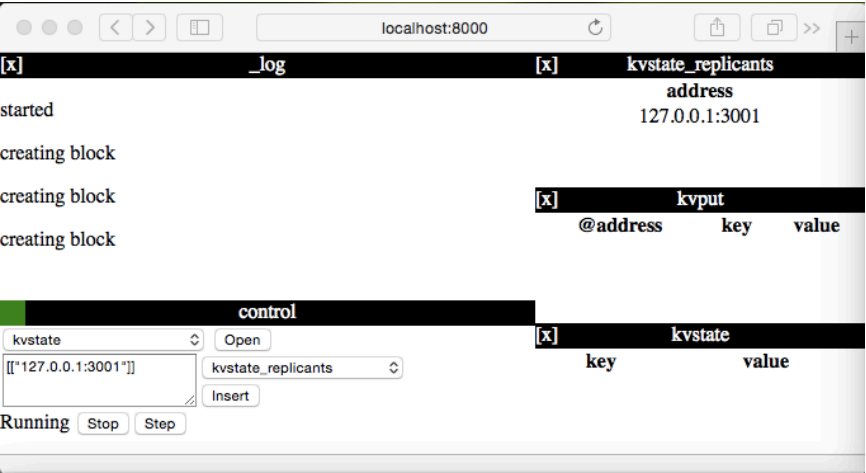 localhost:8000
[x] _log
started
creating block
creating block
creating block
control
kvstate Open
[["127.0.0.1:3001"]] kvstate_replicants
Insert
Running Stop Step
[x] kvstate_replicants
address
127.0.0.1:3001
[x] kvput
@address key value
[x] kvstate
key value